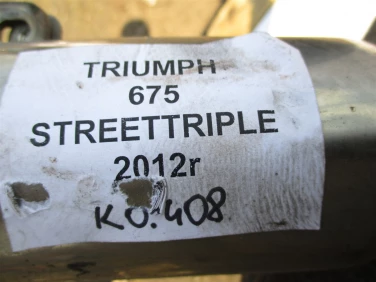 TRIUMPH
675
STREETTRIPLE
2012r
KO.408